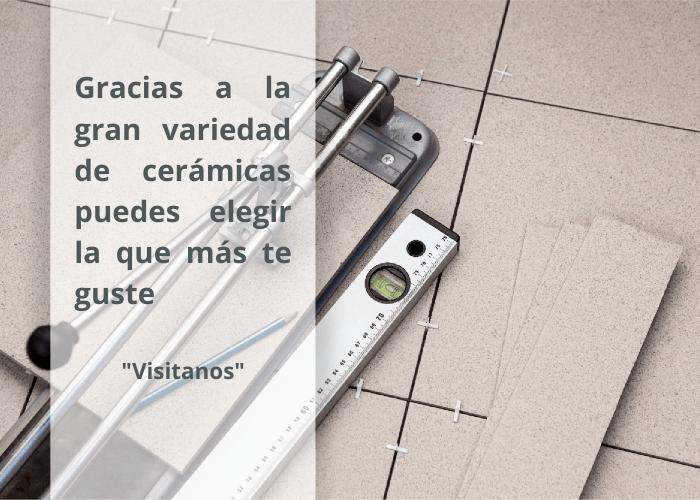 Gracias a la
gran variedad
de cerámicas
puedes elegir
la que más te
guste
"Visitanos"